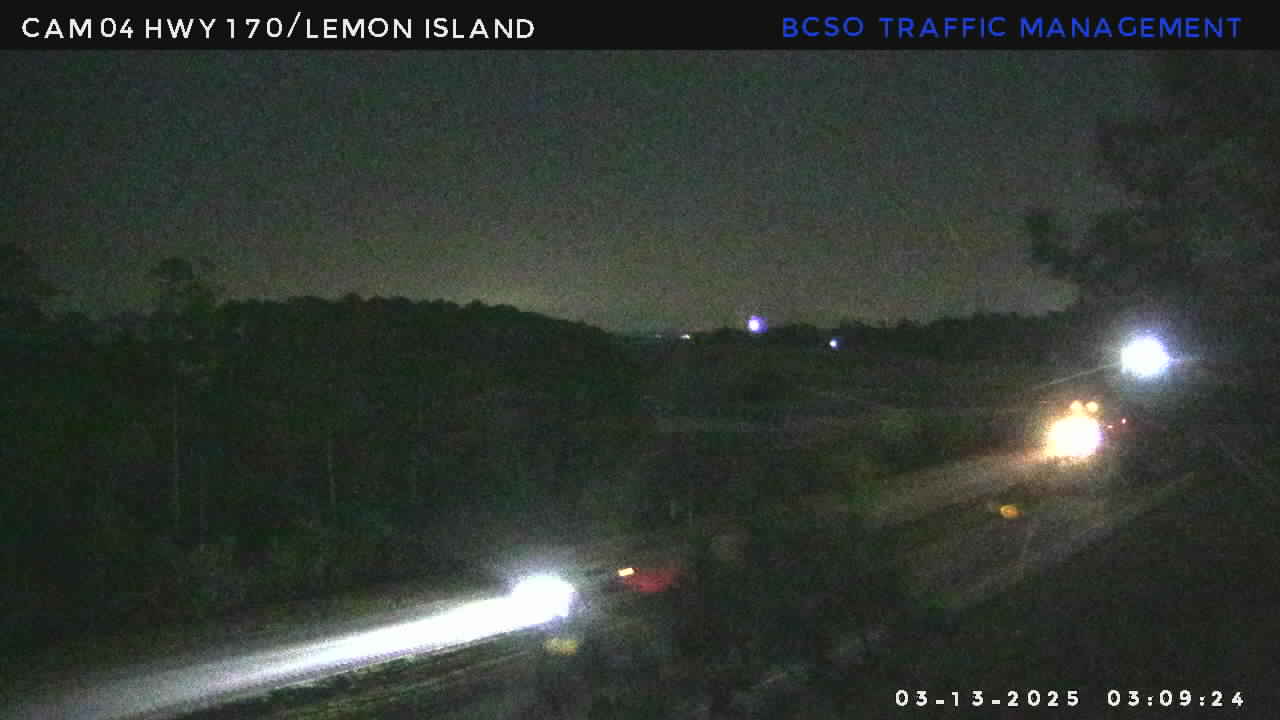 CAM04 HWY 170/LEMON ISLAND
BCSO TRAFFIC MANAGEMENT
03-13-2025 03:09:24